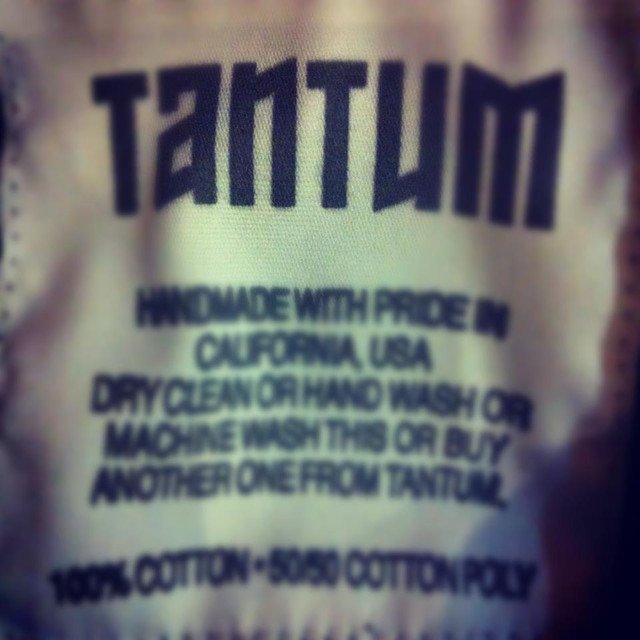 TANTUM
HANDMADE WITH PRIDE IN
CALIFORNIA, USA
DRY CLEAN OR HAND WASH OR
MACHINE WASH THIS OR BUY
ANOTHER ONE FROM TANTUM.
100% COTTON • 50/50 COTTON POLY